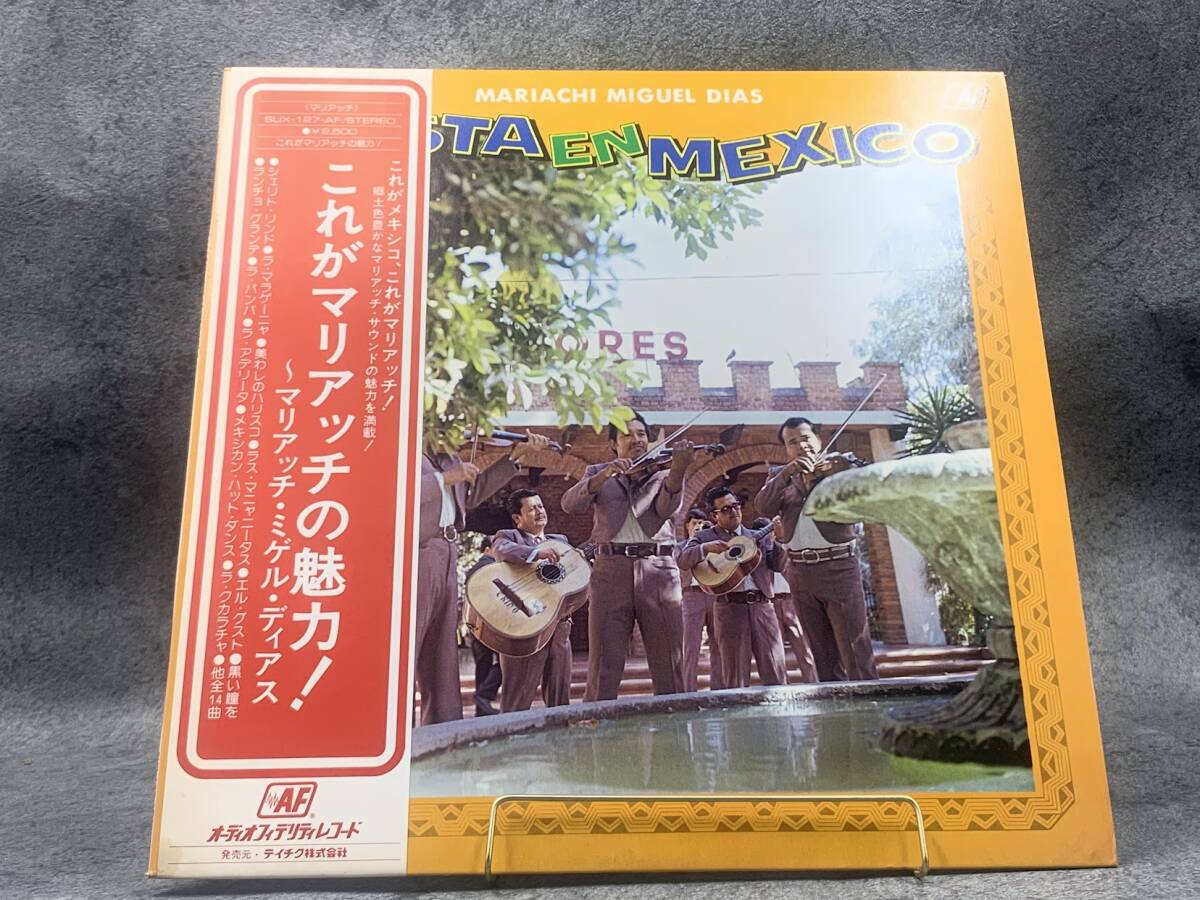 (マリアッチ)
SUX-127-AF/STEREO
●¥2,500
これがマリアッチの魅力!
これがメキシコ、これがマリアッチ!
郷土色豊かなマリアッチ・サウンドの魅力を満載!
これがマリアッチの魅力!
〜マリアッチ・ミゲル・ディアス
●シェリト・リンド●ラ・マラゲーニャ●美わしのハリスコ●ラス・マニャニータス●エル・ゲスト●黒い瞳を
●ランチョ・グランデ●ラ・バンバ●ラ・アデリータ●メキシカン・ハット・ダンス●ラ・クカラチャ●他全14曲
AF
オーディオフィデリティレコード
発売元・テイチク株式会社
MARIACHI MIGUEL DIAS
STA EN MEXICO
AF
ORES